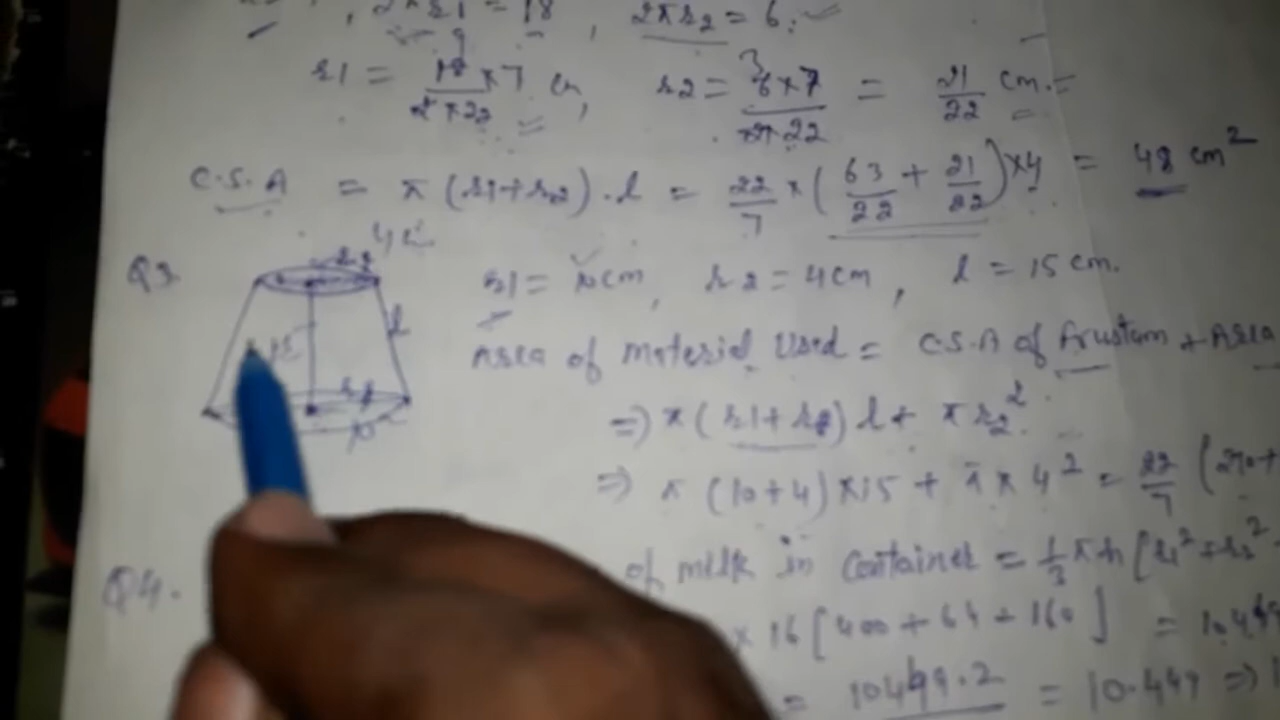 2πr1 = 18, 2πr2 = 6.
r1 = 18×7/2×22 cm, r2 = 6×7/2×22 = 21/22 cm.
C.S.A = π (r1+r2) . l = 22/7 × (63/22 + 21/22) × 4 = 48 cm²
Q3. r1 = 10cm, r2 = 4cm, l = 15 cm.
Area of material used = C.S.A of frustum + Area
l
10
⇒ π (r1+r2) l + πr2²
⇒ π (10+4) × 15 + π × 4² = 22/7 (210+
Q4. of milk in container = 1/3 πh [r1² + r2²
× 16 [400 + 64 + 160] =
= 10449.2 = 10.449 ⇒